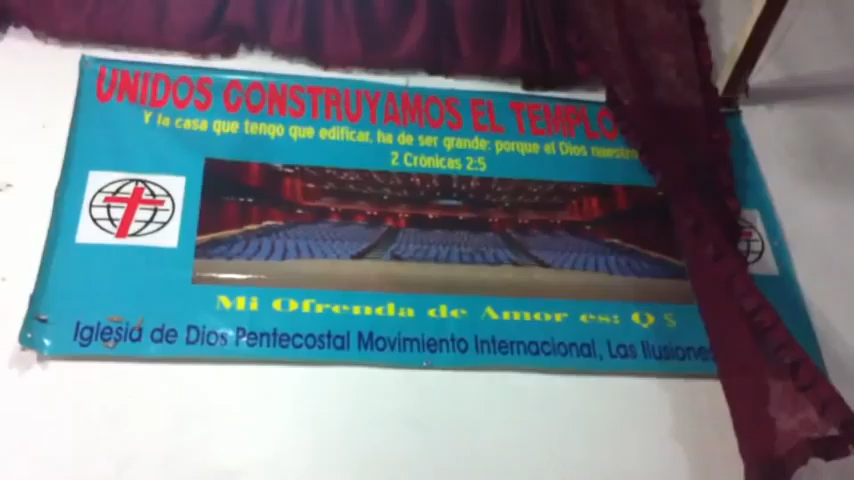 UNIDOS CONSTRUYAMOS EL TEMPLO
Y la casa que tengo que edificar, ha de ser grande: porque el Dios nuestro
2 Crónicas 2:5
Mi Ofrenda de Amor es: Q $
Iglesia de Dios Pentecostal Movimiento Internacional, Las Ilusiones